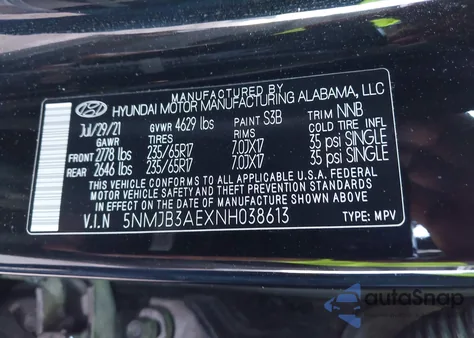 MANUFACTURED BY
HYUNDAI MOTOR MANUFACTURING ALABAMA, LLC
Jul/29/21 GVWR 4629 lbs PAINT S3B TRIM NNB
GAWR TIRES RIMS COLD TIRE INFL
FRONT 2778 lbs 235/65R17 7.0JX17 35 psi SINGLE
REAR 2646 lbs 235/65R17 7.0JX17 35 psi SINGLE
THIS VEHICLE CONFORMS TO ALL APPLICABLE U.S.A. FEDERAL
MOTOR VEHICLE SAFETY, BUMPER, AND THEFT PREVENTION
STANDARDS IN EFFECT ON THE DATE OF MANUFACTURE SHOWN ABOVE
V.I.N 5NMJB3AEXNH038613 TYPE: MPV
autoSnap